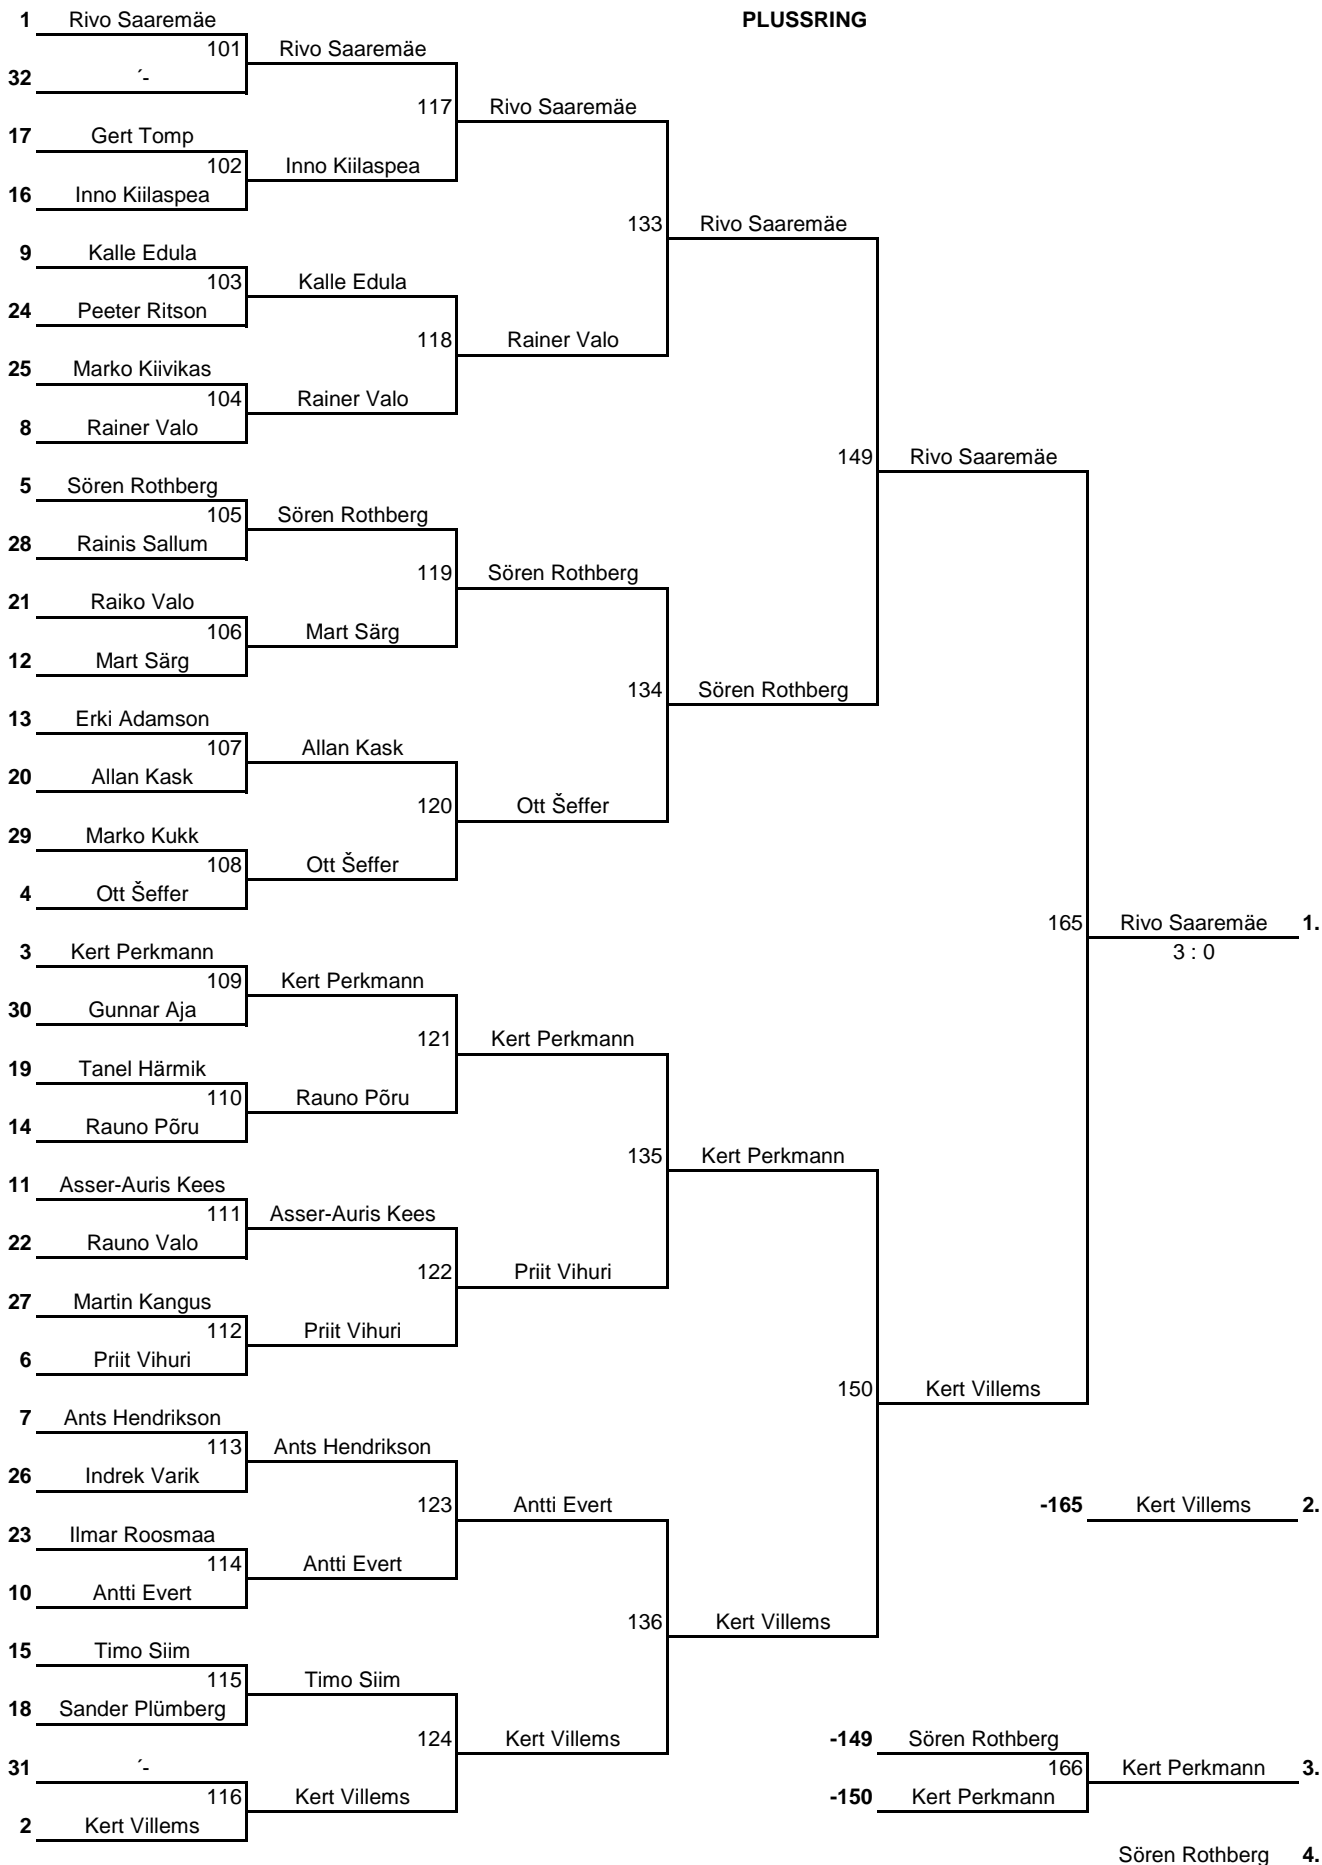 PLUSSRING
1 Rivo Saaremäe
101 Rivo Saaremäe
32 ´-
117 Rivo Saaremäe
17 Gert Tomp
102 Inno Kiilaspea
16 Inno Kiilaspea
133 Rivo Saaremäe
9 Kalle Edula
103 Kalle Edula
24 Peeter Ritson
118 Rainer Valo
25 Marko Kiivikas
104 Rainer Valo
8 Rainer Valo
149 Rivo Saaremäe
5 Sören Rothberg
105 Sören Rothberg
28 Rainis Sallum
119 Sören Rothberg
21 Raiko Valo
106 Mart Särg
12 Mart Särg
134 Sören Rothberg
13 Erki Adamson
107 Allan Kask
20 Allan Kask
120 Ott Šeffer
29 Marko Kukk
108 Ott Šeffer
4 Ott Šeffer
165 Rivo Saaremäe 1.
3 : 0
3 Kert Perkmann
109 Kert Perkmann
30 Gunnar Aja
121 Kert Perkmann
19 Tanel Härmik
110 Rauno Põru
14 Rauno Põru
135 Kert Perkmann
11 Asser-Auris Kees
111 Asser-Auris Kees
22 Rauno Valo
122 Priit Vihuri
27 Martin Kangus
112 Priit Vihuri
6 Priit Vihuri
150 Kert Villems
7 Ants Hendrikson
113 Ants Hendrikson
26 Indrek Varik
123 Antti Evert
-165 Kert Villems 2.
23 Ilmar Roosmaa
114 Antti Evert
10 Antti Evert
136 Kert Villems
15 Timo Siim
115 Timo Siim
18 Sander Plümberg
124 Kert Villems
-149 Sören Rothberg
31 ´-
166 Kert Perkmann 3.
116 Kert Villems
-150 Kert Perkmann
2 Kert Villems
Sören Rothberg 4.